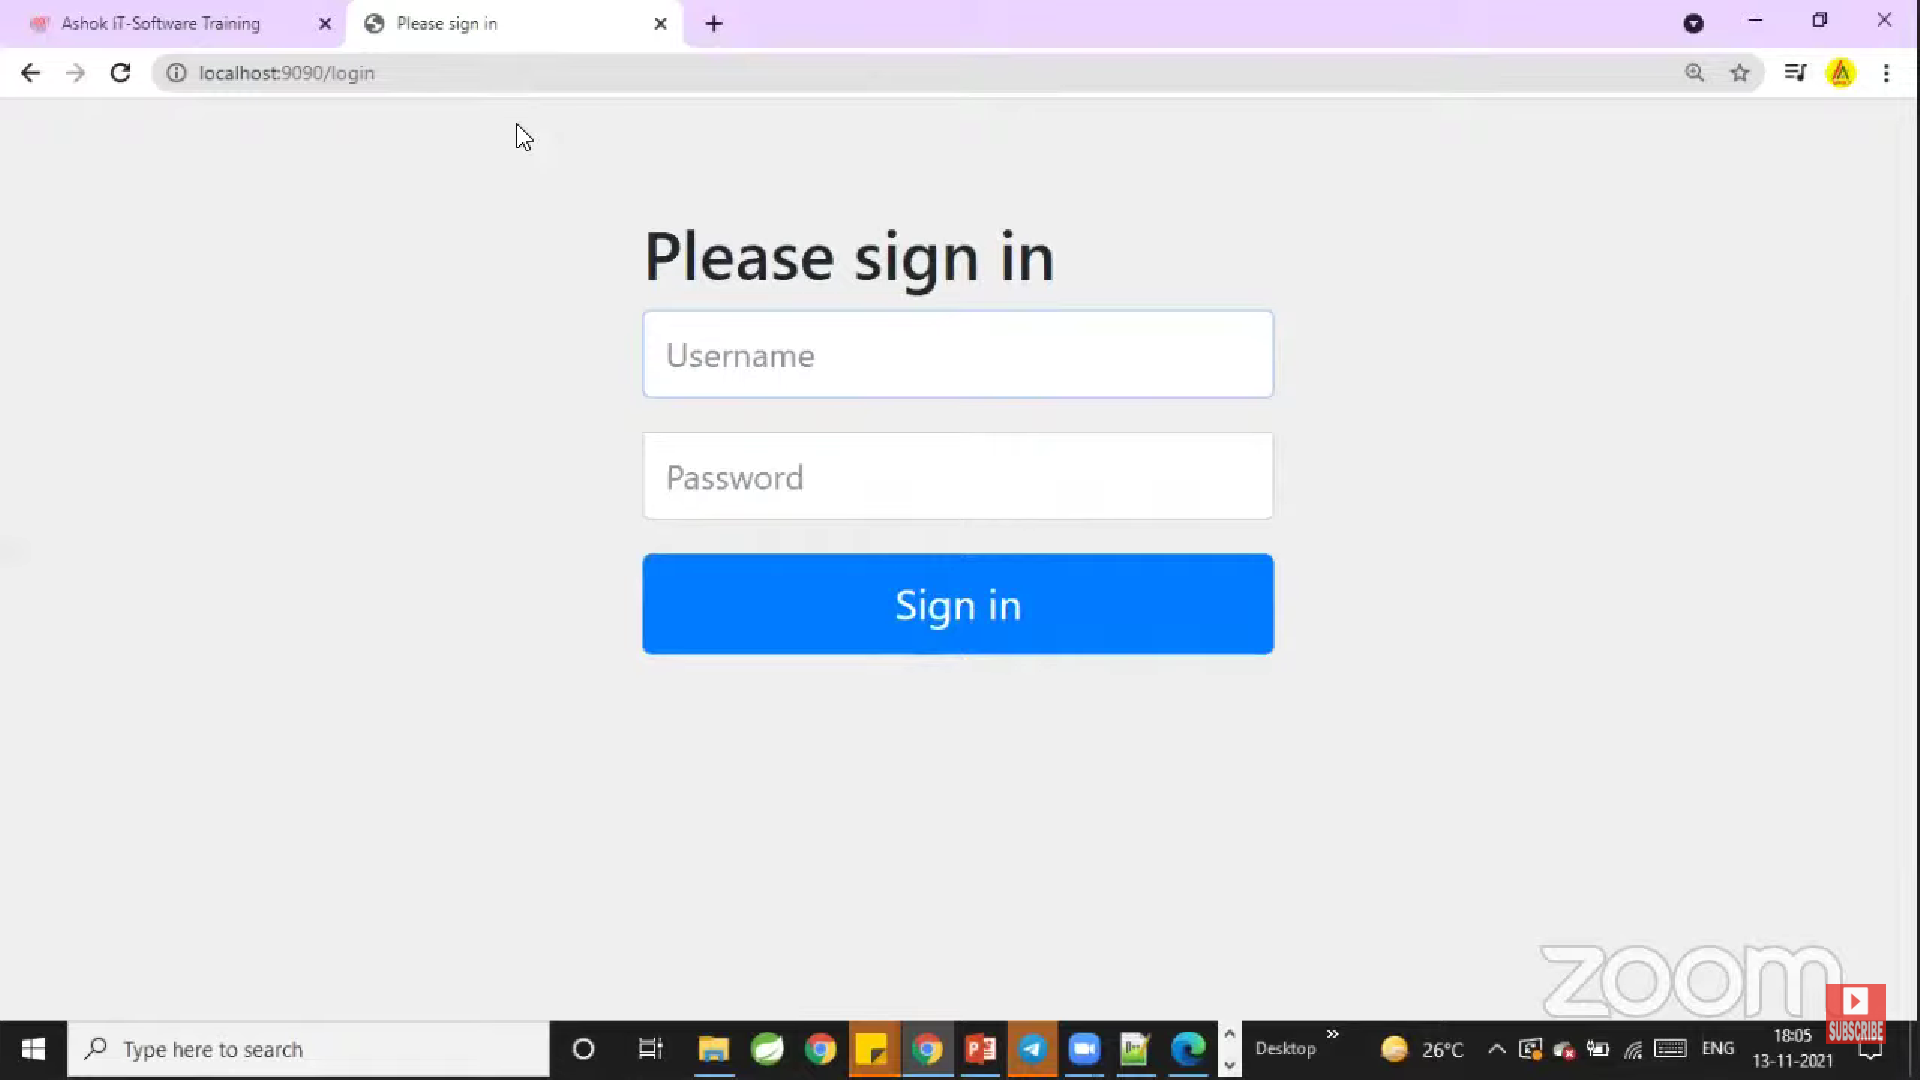 Ashok IT-Software Training
Please sign in
localhost:9090/login
Please sign in
Username
Password
Sign in
zoom
SUBSCRIBE
Type here to search
Desktop
26°C
ENG
18:05
13-11-2021